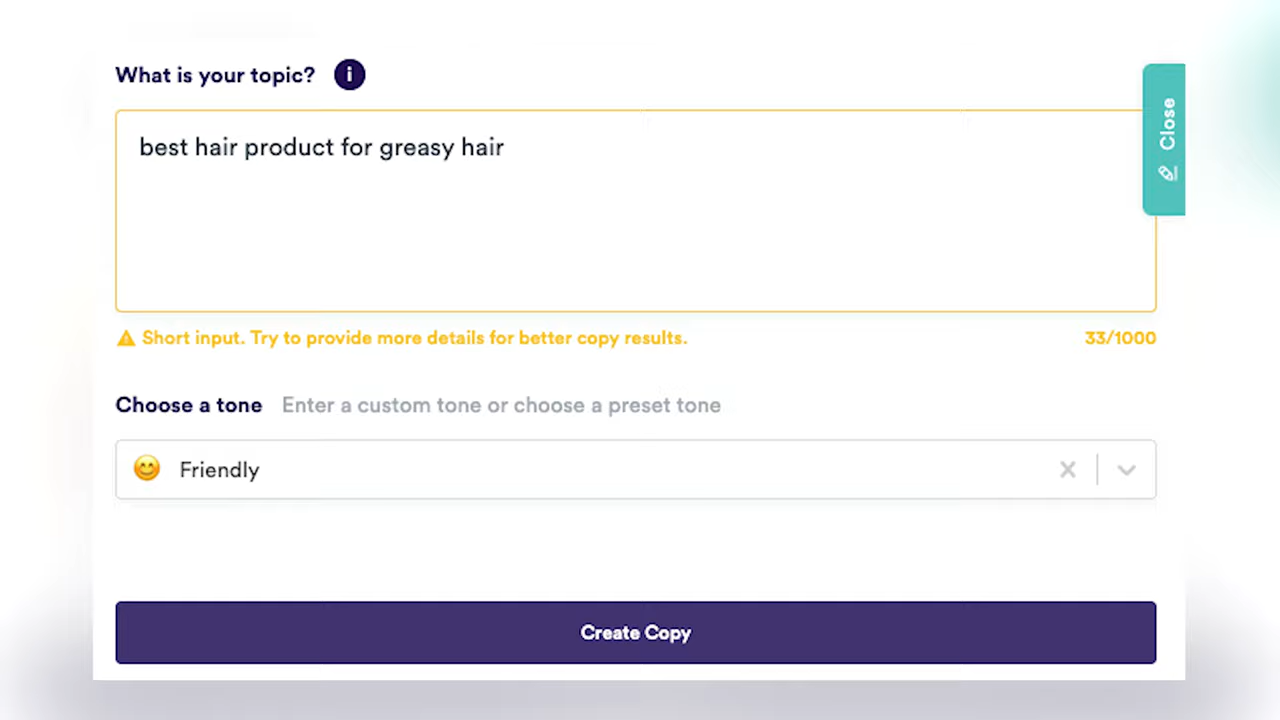 What is your topic? i
best hair product for greasy hair
Close
Short input. Try to provide more details for better copy results. 33/1000
Choose a tone Enter a custom tone or choose a preset tone
😊 Friendly
Create Copy